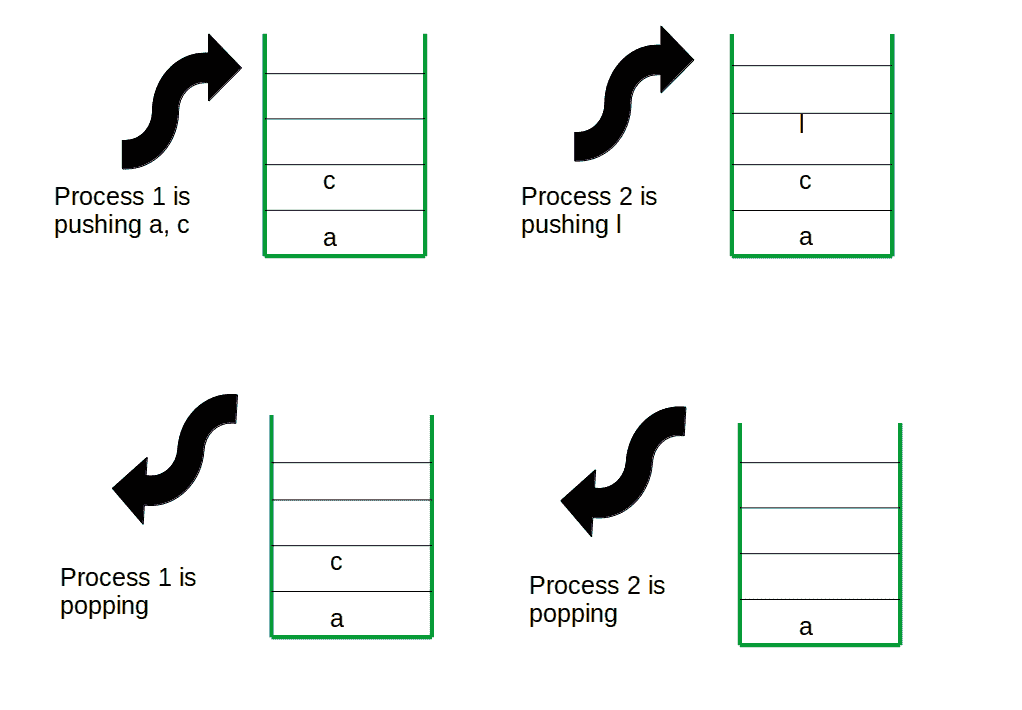 Process 1 is
pushing a, c
c
a
Process 2 is
pushing l
l
c
a
Process 1 is
popping
c
a
Process 2 is
popping
a